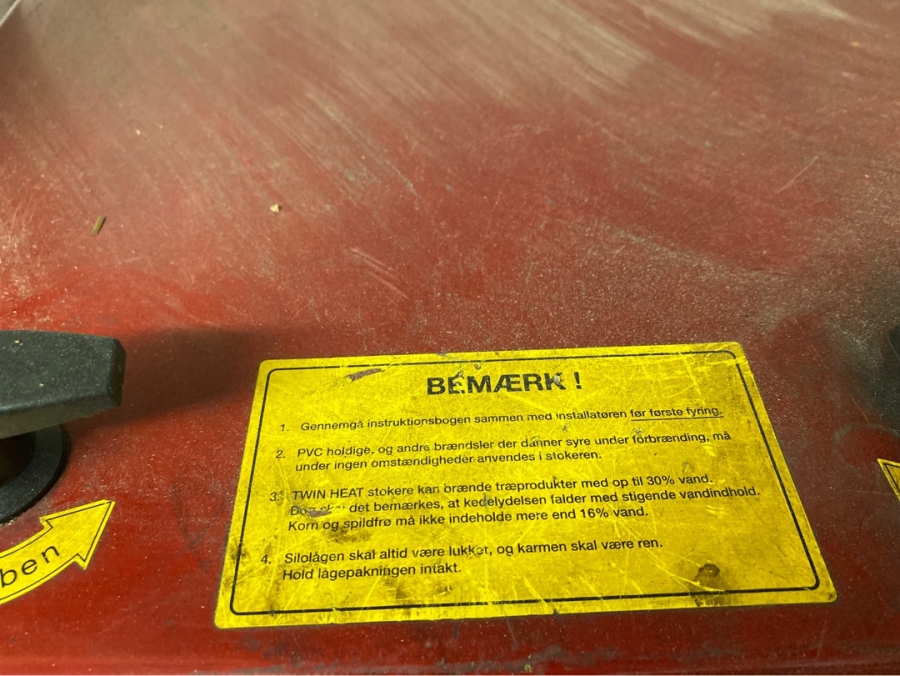 BEMÆRK !
1. Gennemgå instruktionsbogen sammen med installatøren før første fyring.
2. PVC holdige, og andre brændsler der danner syre under forbrænding, må
under ingen omstændigheder anvendes i stokeren.
3. TWIN HEAT stokere kan brænde træprodukter med op til 30% vand.
Dog skal det bemærkes, at kedelydelsen falder med stigende vandindhold.
Korn og spildfrø må ikke indeholde mere end 16% vand.
4. Silolågen skal altid være lukket, og karmen skal være ren.
Hold lågepakningen intakt.
ben